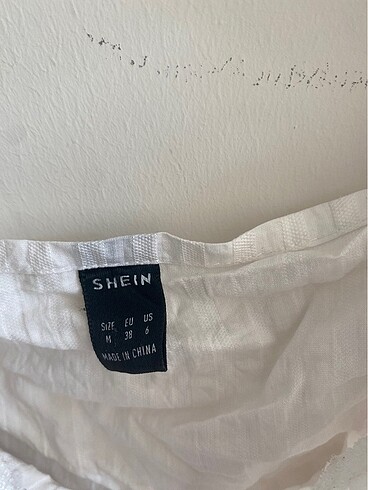 SHEIN
SIZE EU US
M 38 6
MADE IN CHINA